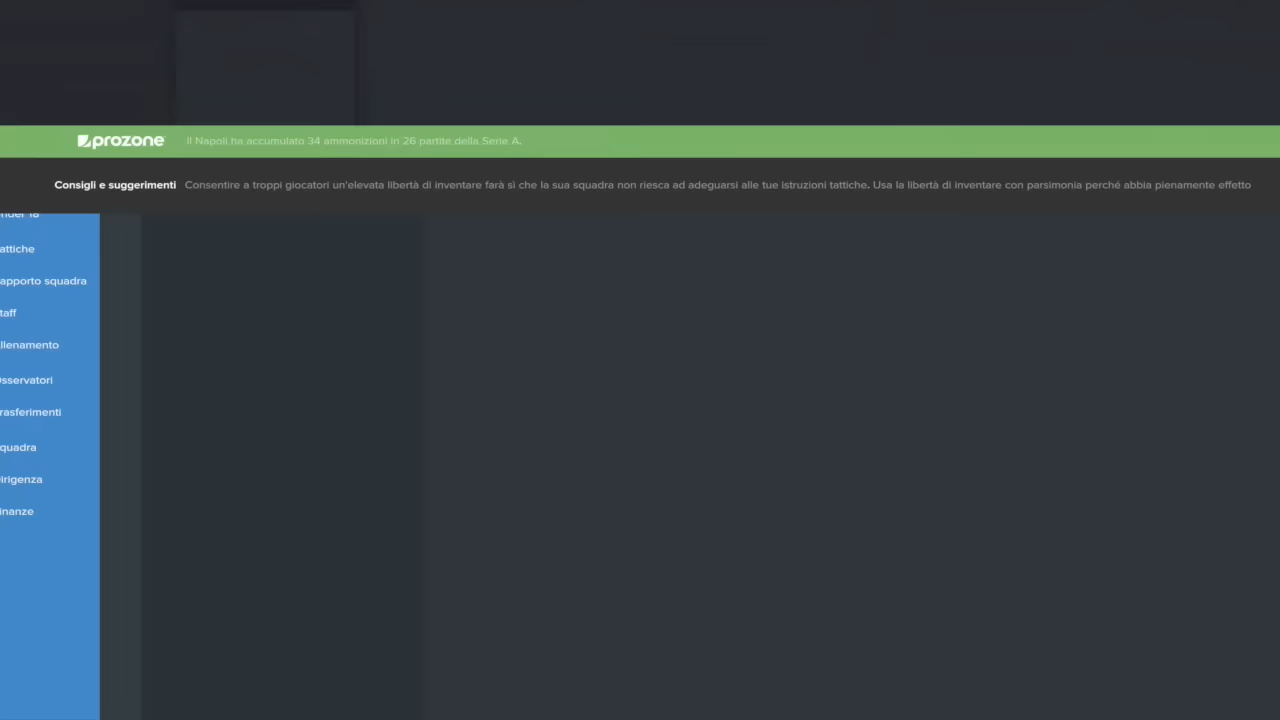 prozone Il Napoli ha accumulato 34 ammonizioni in 26 partite della Serie A.
Consigli e suggerimenti Consentire a troppi giocatori un'elevata libertà di inventare farà sì che la sua squadra non riesca ad adeguarsi alle tue istruzioni tattiche. Usa la libertà di inventare con parsimonia perché abbia pienamente effetto
nder 18
attiche
apporto squadra
taff
llenamento
sservatori
rasferimenti
quadra
irigenza
inanze